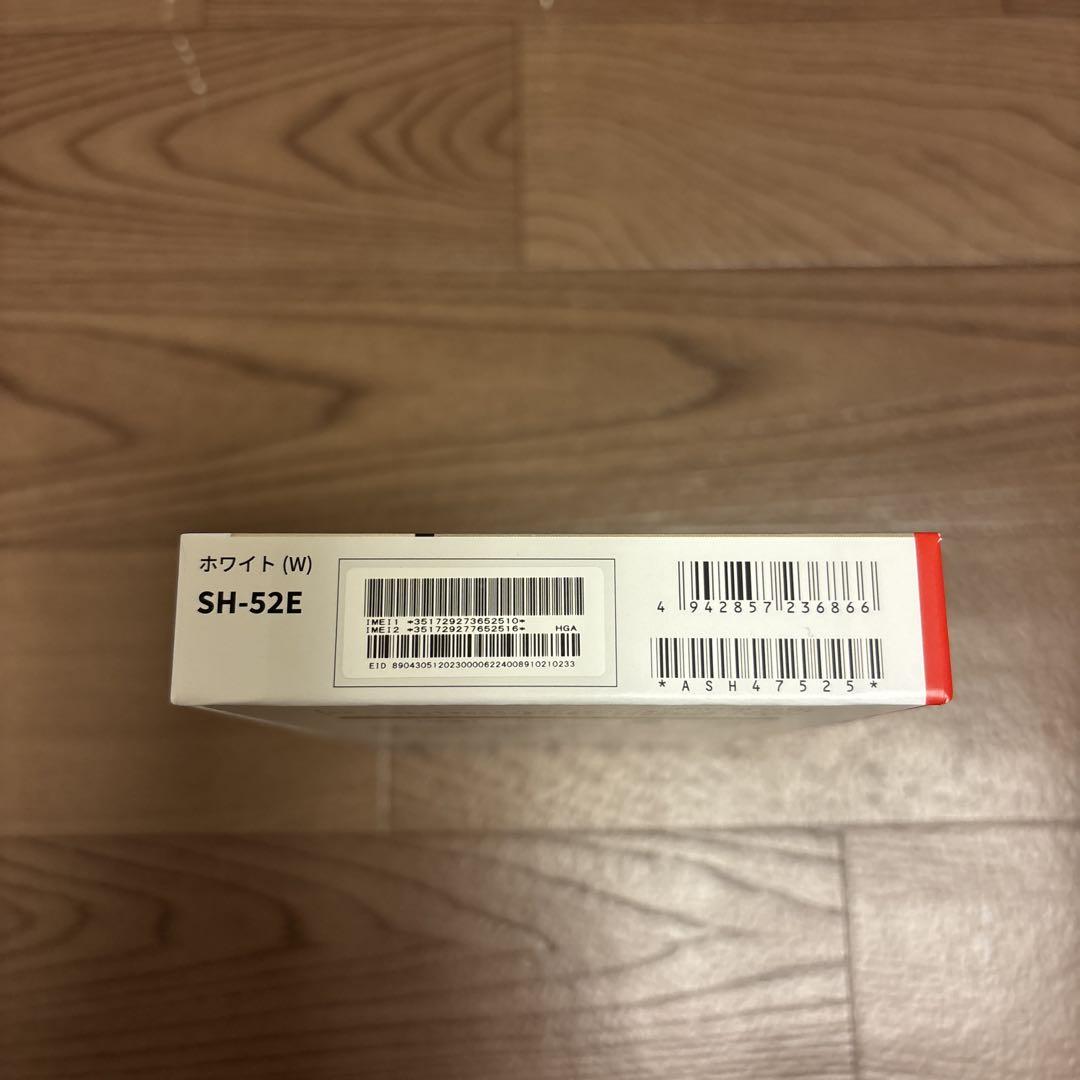 ホワイト (W)
SH-52E
IMEI1 *351729273652510*
IMEI2 *351729277652516* HGA
EID 89043051202300006224008910210233
4 942857 236866
*ASH47525*